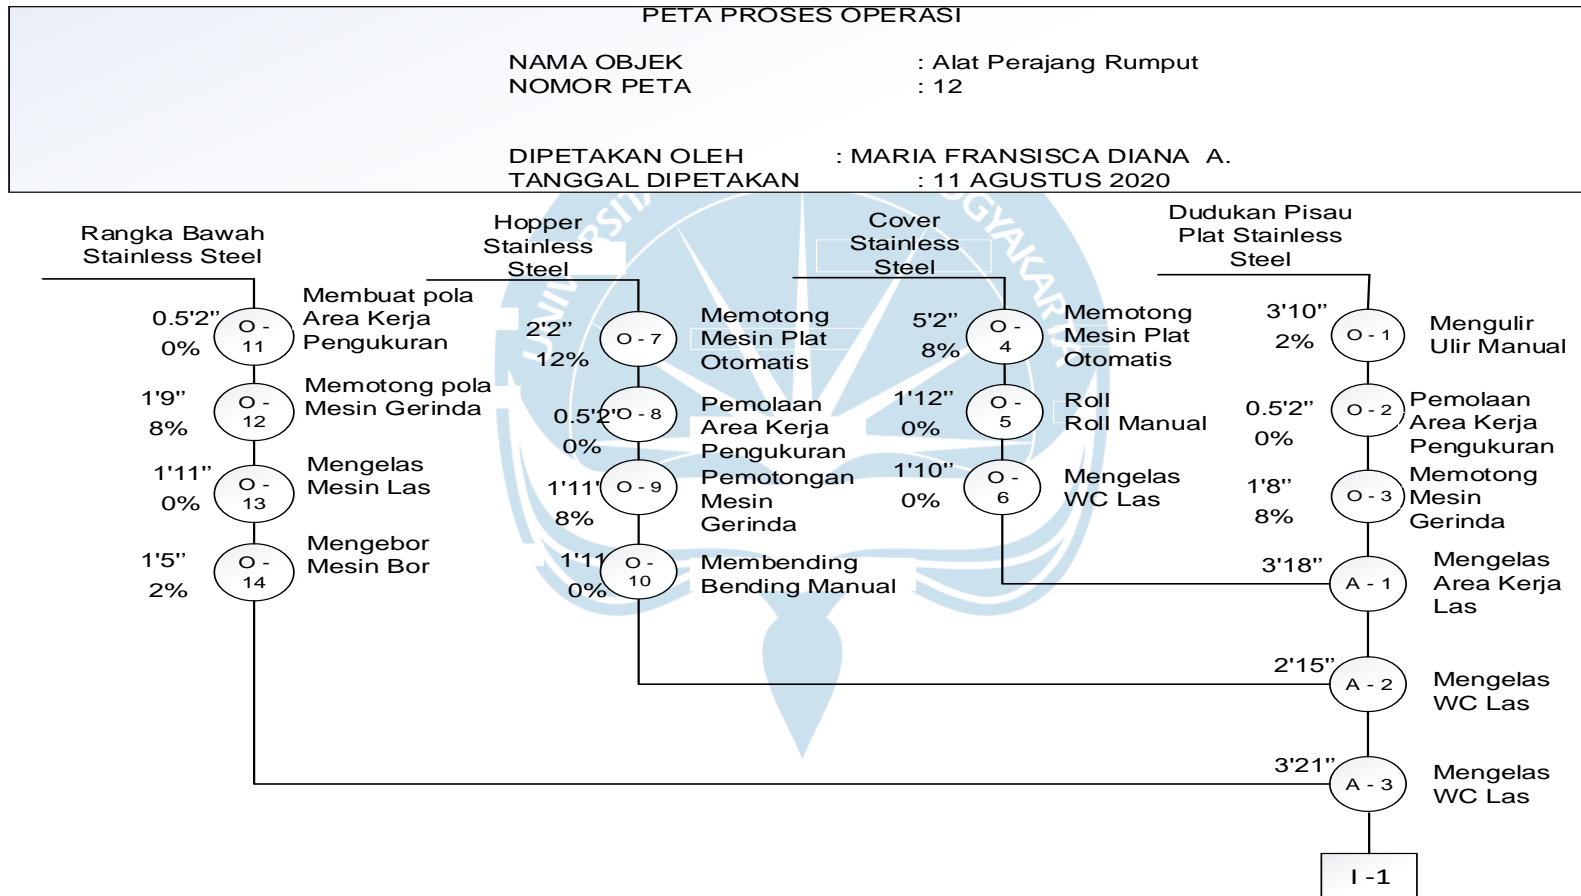 PETA PROSES OPERASI
NAMA OBJEK : Alat Perajang Rumput
NOMOR PETA : 12
DIPETAKAN OLEH : MARIA FRANSISCA DIANA A.
TANGGAL DIPETAKAN : 11 AGUSTUS 2020
Rangka Bawah
Stainless Steel
0.5'2’’
0%
O -
11
Membuat pola
Area Kerja
Pengukuran
1'9’’
8%
O -
12
Memotong pola
Mesin Gerinda
1'11’’
0%
O -
13
Mengelas
Mesin Las
1'5’’
2%
O -
14
Mengebor
Mesin Bor
Hopper
Stainless
Steel
2'2’’
12%
O - 7
Memotong
Mesin Plat
Otomatis
0.5'2’’
0%
O - 8
Pemolaan
Area Kerja
Pengukuran
1'11’
8%
O - 9
Pemotongan
Mesin
Gerinda
1'11
0%
O -
10
Membending
Bending Manual
Cover
Stainless
Steel
5'2’’
8%
O -
4
Memotong
Mesin Plat
Otomatis
1'12’’
0%
O -
5
Roll
Roll Manual
1'10’’
0%
O -
6
Mengelas
WC Las
Dudukan Pisau
Plat Stainless
Steel
3'10’’
2%
O - 1
Mengulir
Ulir Manual
0.5'2’’
0%
O - 2
Pemolaan
Area Kerja
Pengukuran
1'8’’
8%
O - 3
Memotong
Mesin
Gerinda
3'18’’
A - 1
Mengelas
Area Kerja
Las
2'15’’
A - 2
Mengelas
WC Las
3'21’’
A - 3
Mengelas
WC Las
I -1
UNIVERSITA
OGYAKARTA